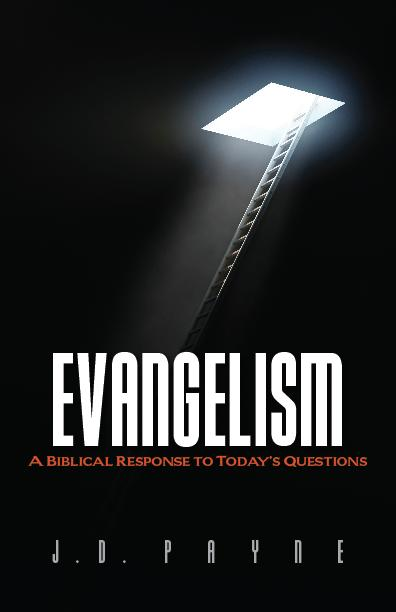 EVANGELISM
A BIBLICAL RESPONSE TO TODAY'S QUESTIONS
J.D. PAYNE